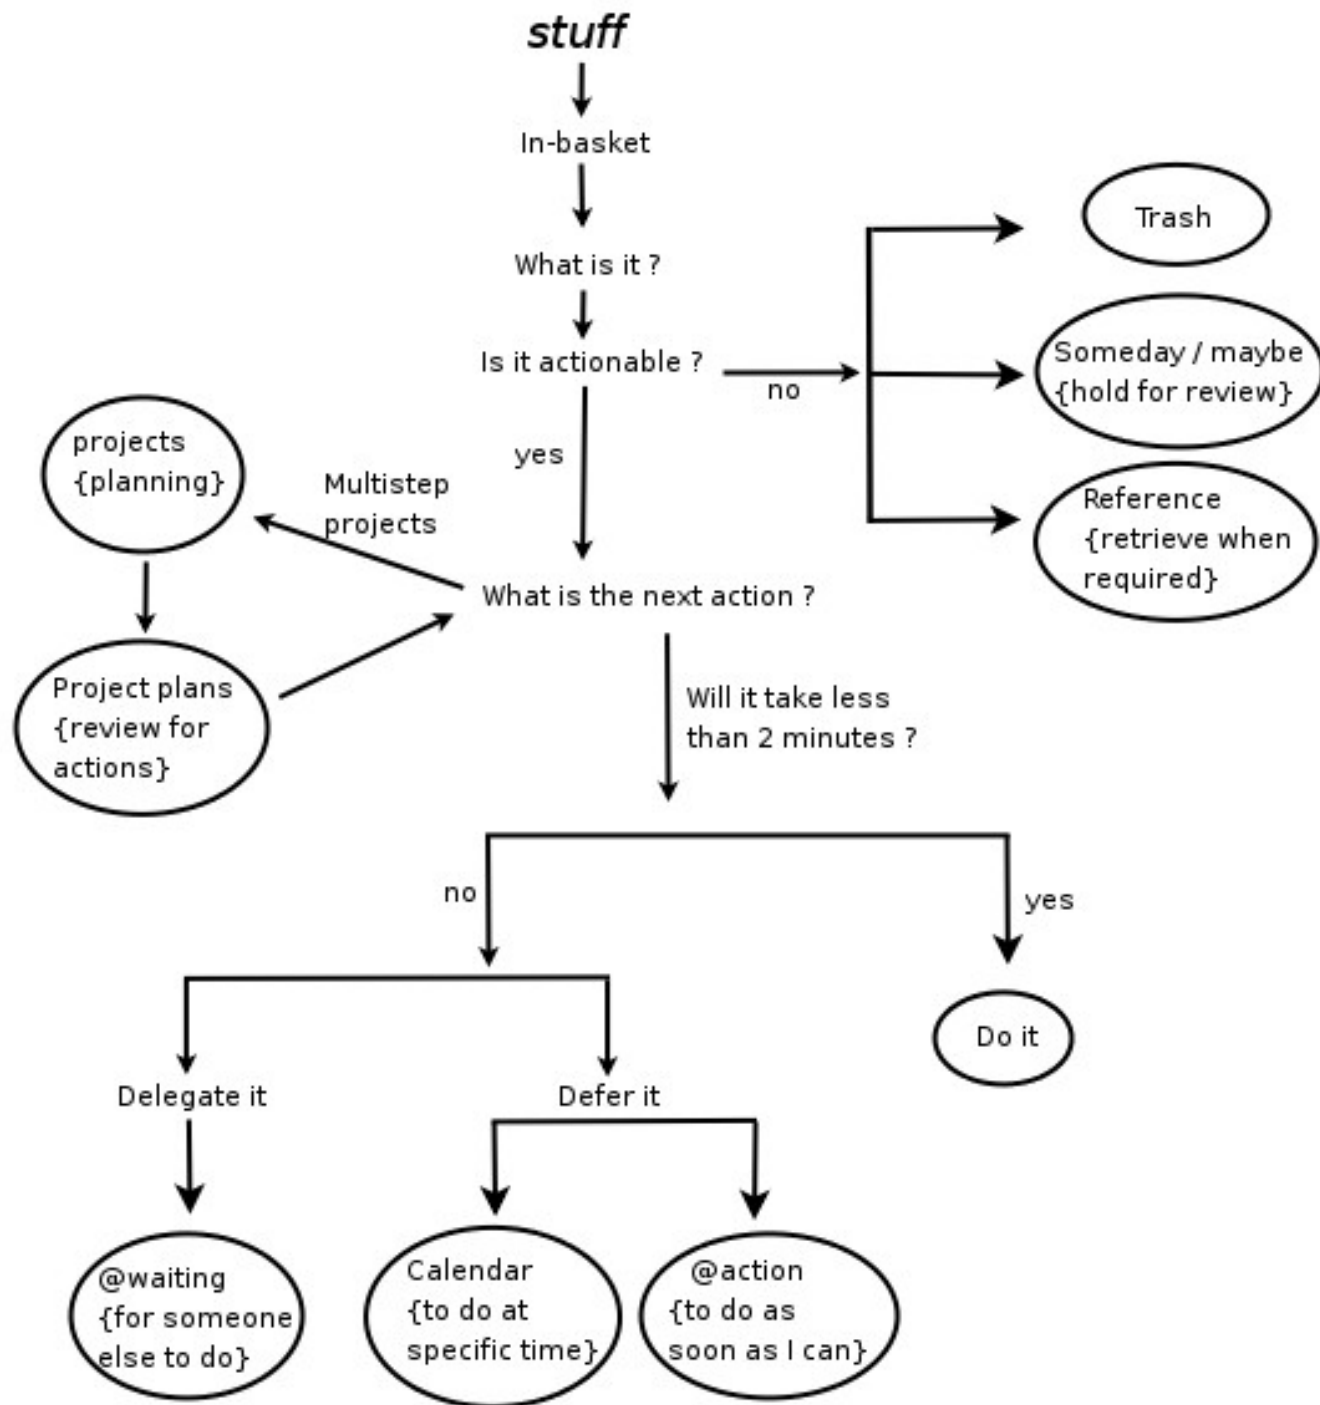 stuff
In-basket
What is it ?
Is it actionable ?
no
Trash
Someday / maybe
{hold for review}
Reference
{retrieve when
required}
yes
projects
{planning}
Multistep
projects
What is the next action ?
Project plans
{review for
actions}
Will it take less
than 2 minutes ?
no
yes
Do it
Delegate it
Defer it
@waiting
{for someone
else to do}
Calendar
{to do at
specific time}
@action
{to do as
soon as I can}